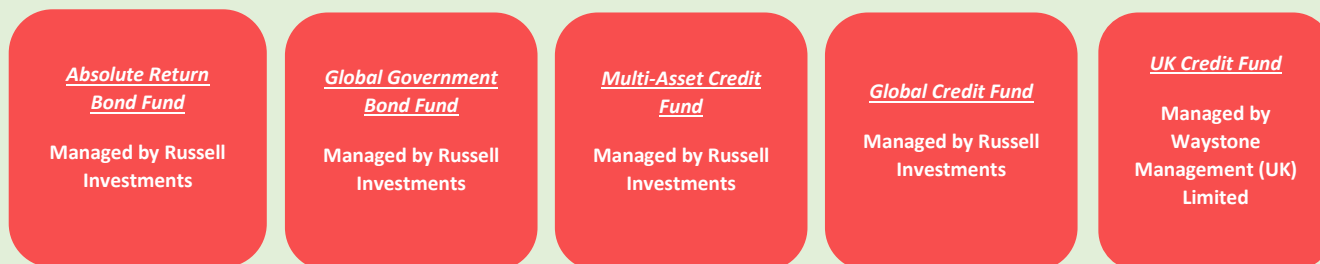 Absolute Return
Bond Fund
Managed by Russell
Investments
Global Government
Bond Fund
Managed by Russell
Investments
Multi-Asset Credit
Fund
Managed by Russell
Investments
Global Credit Fund
Managed by Russell
Investments
UK Credit Fund
Managed by
Waystone
Management (UK)
Limited